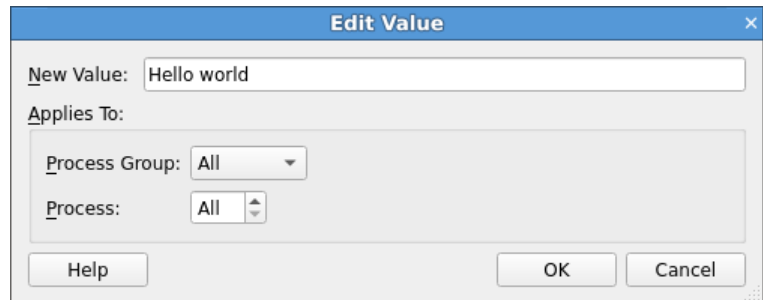 Edit Value
New Value: Hello world
Applies To:
Process Group: All
Process: All
Help OK Cancel